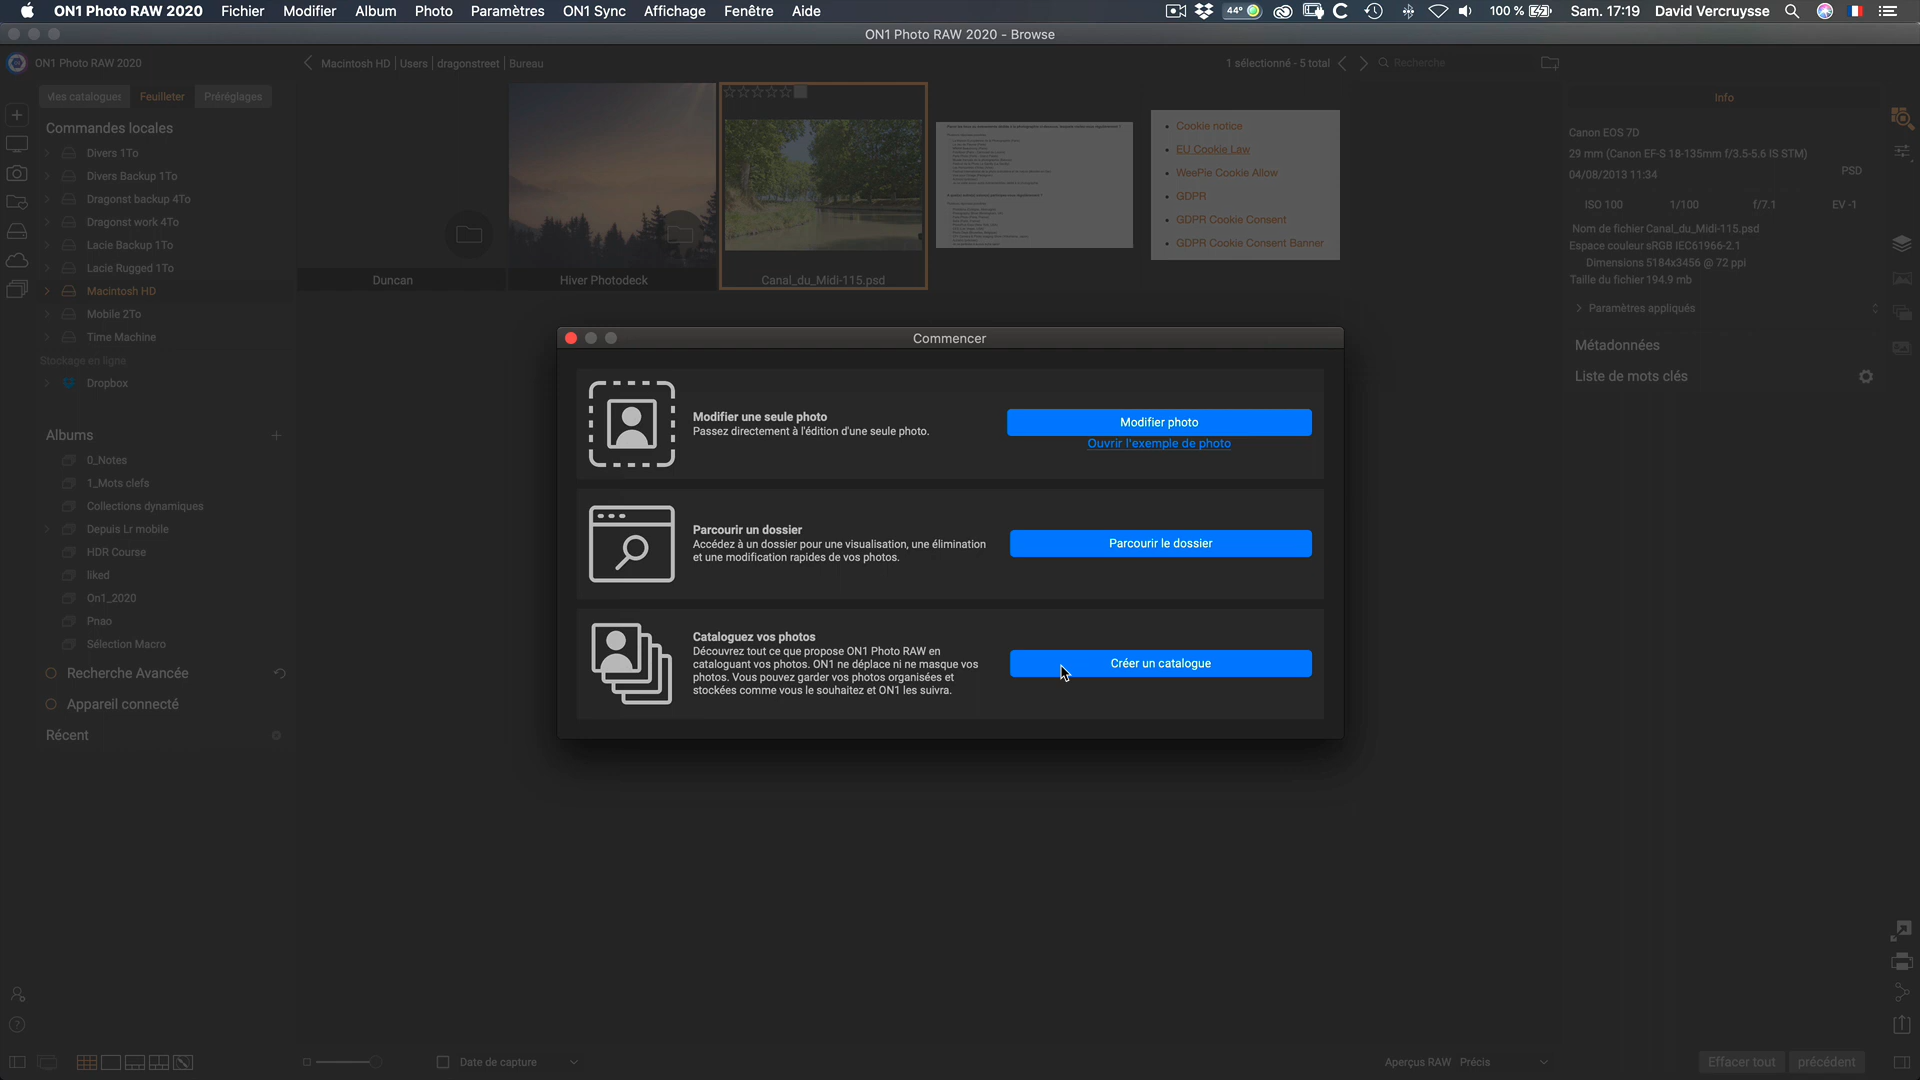 ON1 Photo RAW 2020 Fichier Modifier Album Photo Paramètres ON1 Sync Affichage Fenêtre Aide 44° 100 % Sam. 17:19 David Vercruysse
ON1 Photo RAW 2020 - Browse
ON1 Photo RAW 2020
Macintosh HD | Users | dragonstreet | Bureau
1 sélectionné - 5 total
Recherche
Mes catalogues Feuilleter Préréglages
Commandes locales
Divers 1To
Divers Backup 1To
Dragonst backup 4To
Dragonst work 4To
Lacie Backup 1To
Lacie Rugged 1To
Macintosh HD
Mobile 2To
Time Machine
Stockage en ligne
Dropbox
Albums
0_Notes
1_Mots clefs
Collections dynamiques
Depuis Lr mobile
HDR Course
liked
On1_2020
Pnao
Sélection Macro
Recherche Avancée
Appareil connecté
Récent
Duncan
Hiver Photodeck
Canal_du_Midi-115.psd
Cookie notice
EU Cookie Law
WeePie Cookie Allow
GDPR
GDPR Cookie Consent
GDPR Cookie Consent Banner
Commencer
Modifier une seule photo
Passez directement à l'édition d'une seule photo.
Modifier photo
Ouvrir l'exemple de photo
Parcourir un dossier
Accédez à un dossier pour une visualisation, une élimination
et une modification rapides de vos photos.
Parcourir le dossier
Cataloguez vos photos
Découvrez tout ce que propose ON1 Photo RAW en
cataloguant vos photos. ON1 ne déplace ni ne masque vos
photos. Vous pouvez garder vos photos organisées et
stockées comme vous le souhaitez et ON1 les suivra.
Créer un catalogue
Info
Canon EOS 7D
29 mm (Canon EF-S 18-135mm f/3.5-5.6 IS STM)
04/08/2013 11:34
PSD
ISO 100 1/100 f/7.1 EV -1
Nom de fichier Canal_du_Midi-115.psd
Espace couleur sRGB IEC61966-2.1
Dimensions 5184x3456 @ 72 ppi
Taille du fichier 194.9 mb
Paramètres appliqués
Métadonnées
Liste de mots clés
Date de capture
Aperçus RAW Précis
Effacer tout précédent